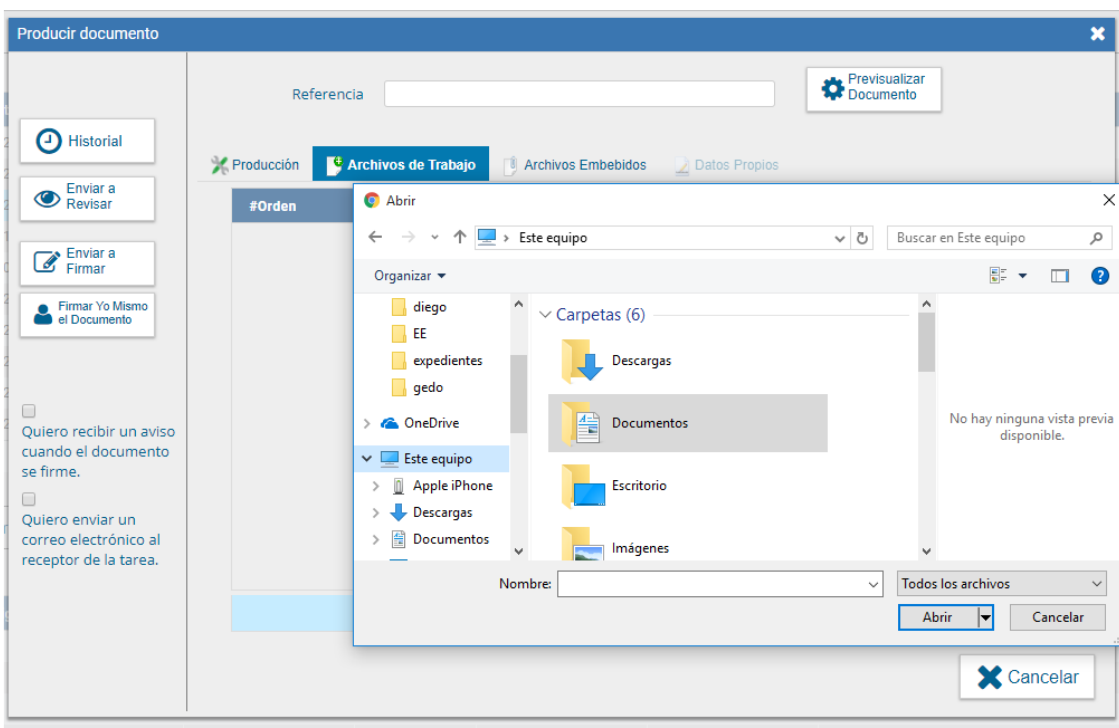 Producir documento
Referencia
Previsualizar
Documento
Historial
Enviar a
Revisar
Enviar a
Firmar
Firmar Yo Mismo
el Documento
Quiero recibir un aviso
cuando el documento
se firme.
Quiero enviar un
correo electrónico al
receptor de la tarea.
Producción
Archivos de Trabajo
Archivos Embebidos
Datos Propios
#Orden
Abrir
Este equipo
Buscar en Este equipo
Organizar
diego
EE
expedientes
gedo
OneDrive
Este equipo
Apple iPhone
Descargas
Documentos
Carpetas (6)
Descargas
Documentos
Escritorio
Imágenes
No hay ninguna vista previa
disponible.
Nombre:
Todos los archivos
Abrir
Cancelar
Cancelar